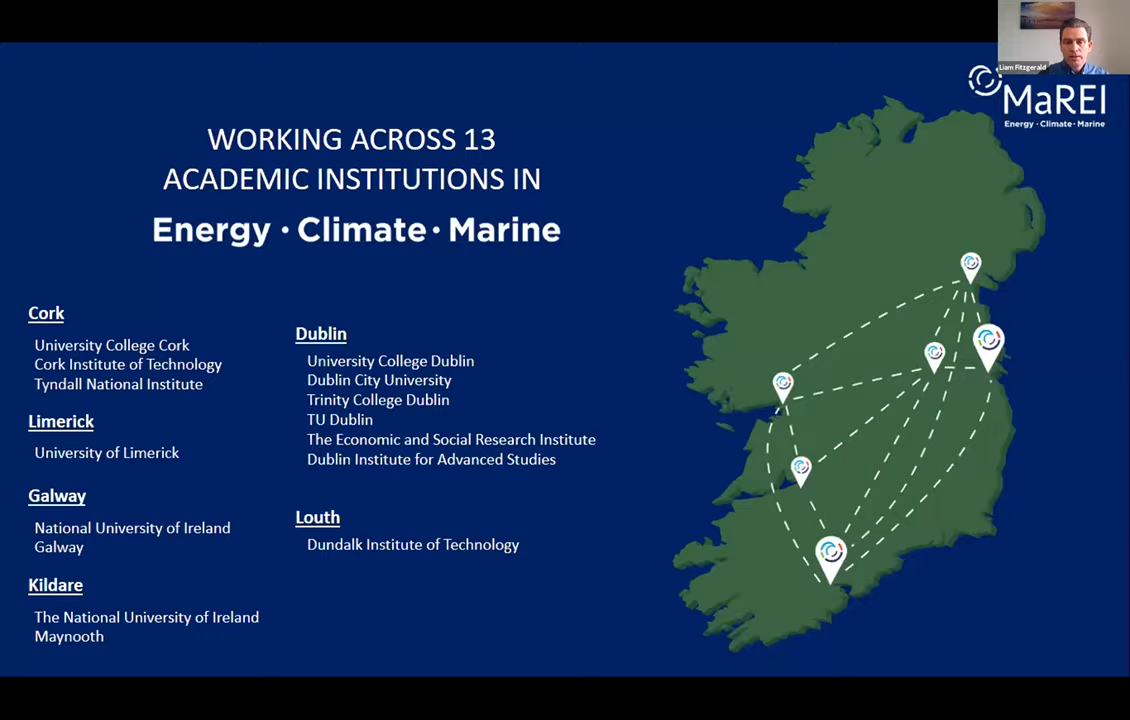 Liam Fitzgerald
MaREI
Energy · Climate · Marine
WORKING ACROSS 13
ACADEMIC INSTITUTIONS IN
Energy · Climate · Marine
Cork
University College Cork
Cork Institute of Technology
Tyndall National Institute
Limerick
University of Limerick
Galway
National University of Ireland
Galway
Kildare
The National University of Ireland
Maynooth
Dublin
University College Dublin
Dublin City University
Trinity College Dublin
TU Dublin
The Economic and Social Research Institute
Dublin Institute for Advanced Studies
Louth
Dundalk Institute of Technology